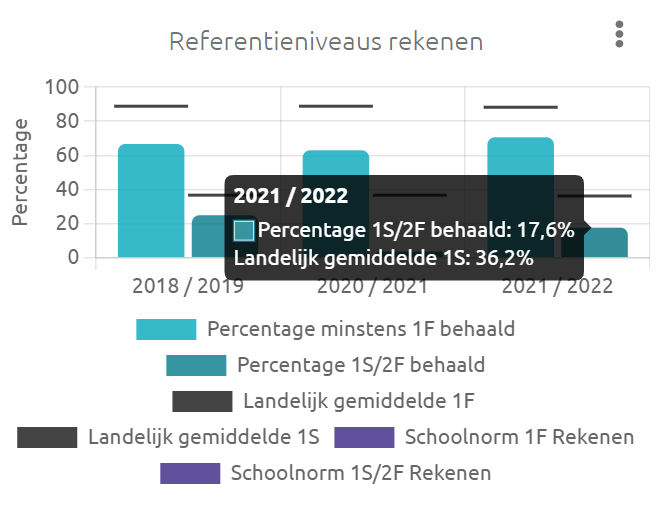 Referentieniveaus rekenen
Percentage
100
80
60
40
20
0
2021 / 2022
Percentage 1S/2F behaald: 17,6%
Landelijk gemiddelde 1S: 36,2%
2018 / 2019
2020 / 2021
2021 / 2022
Percentage minstens 1F behaald
Percentage 1S/2F behaald
Landelijk gemiddelde 1F
Landelijk gemiddelde 1S
Schoolnorm 1F Rekenen
Schoolnorm 1S/2F Rekenen